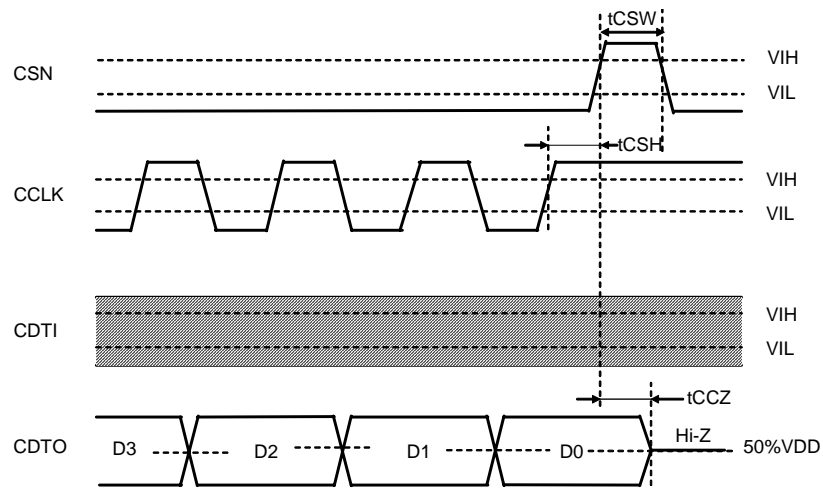 tCSW
CSN
VIH
VIL
tCSH
CCLK
VIH
VIL
CDTI
VIH
VIL
tCCZ
CDTO
D3
D2
D1
D0
Hi-Z
50%VDD